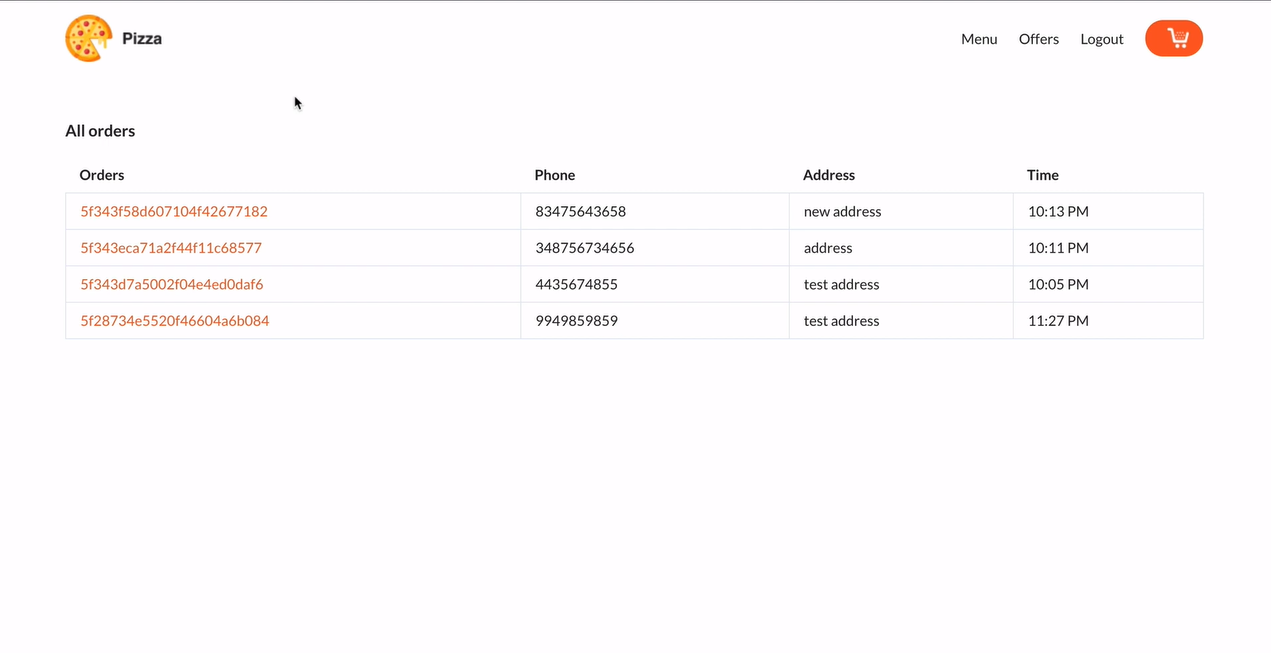 Pizza
Menu Offers Logout
All orders
Orders Phone Address Time
5f343f58d607104f42677182 83475643658 new address 10:13 PM
5f343eca71a2f44f11c68577 348756734656 address 10:11 PM
5f343d7a5002f04e4ed0daf6 4435674855 test address 10:05 PM
5f28734e5520f46604a6b084 9949859859 test address 11:27 PM